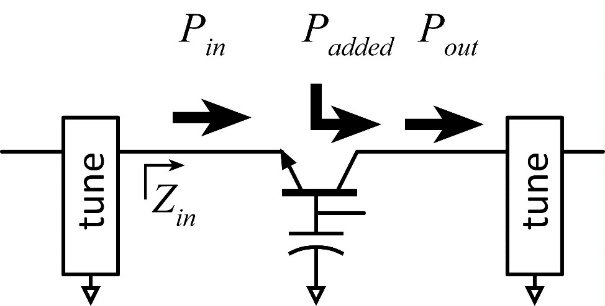 P_in P_added P_out
tune tune
Z_in